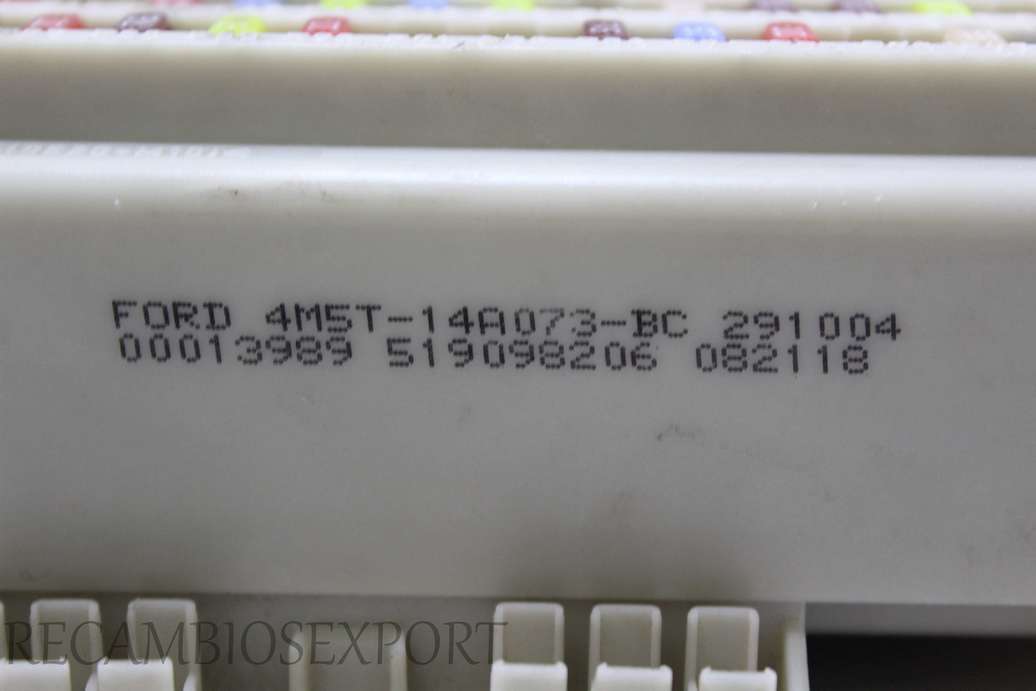 FORD 4M5T-14A073-BC 291004
00013989 519098206 082118
RECAMBIOSEXPORT